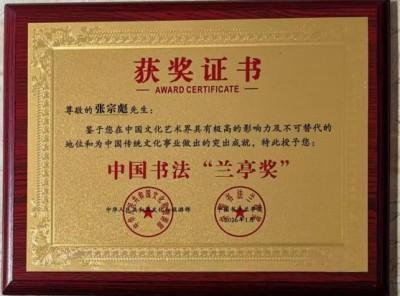 获奖证书
AWARD CERTIFICATE
尊敬的张宗彪先生：
鉴于您在中国文化艺术界具有极高的影响力及不可替代的
地位和为中国传统文化事业做出的突出成就，特此授予您：
中国书法“兰亭奖”